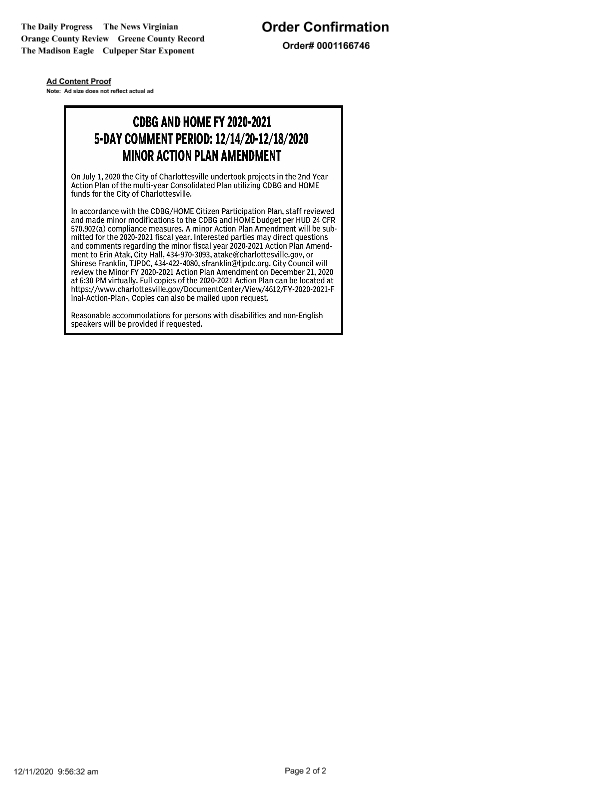 The Daily Progress The News Virginian
Orange County Review Greene County Record
The Madison Eagle Culpeper Star Exponent
Order Confirmation
Order# 0001166746
Ad Content Proof
Note: Ad size does not reflect actual ad
CDBG AND HOME FY 2020-2021
5-DAY COMMENT PERIOD: 12/14/20-12/18/2020
MINOR ACTION PLAN AMENDMENT
On July 1, 2020 the City of Charlottesville undertook projects in the 2nd Year
Action Plan of the multi-year Consolidated Plan utilizing CDBG and HOME
funds for the City of Charlottesville.
In accordance with the CDBG/HOME Citizen Participation Plan, staff reviewed
and made minor modifications to the CDBG and HOME budget per HUD 24 CFR
570.902(a) compliance measures. A minor Action Plan Amendment will be sub-
mitted for the 2020-2021 fiscal year. Interested parties may direct questions
and comments regarding the minor fiscal year 2020-2021 Action Plan Amend-
ment to Erin Atak, City Hall, 434-970-3093, atake@charlottesville.gov, or
Shirese Franklin, TJPDC, 434-422-4080, sfranklin@tjpdc.org. City Council will
review the Minor FY 2020-2021 Action Plan Amendment on December 21, 2020
at 6:30 PM virtually. Full copies of the 2020-2021 Action Plan can be located at
https://www.charlottesville.gov/DocumentCenter/View/4612/FY-2020-2021-F
inal-Action-Plan-. Copies can also be mailed upon request.
Reasonable accommodations for persons with disabilities and non-English
speakers will be provided if requested.
12/11/2020 9:56:32 am
Page 2 of 2